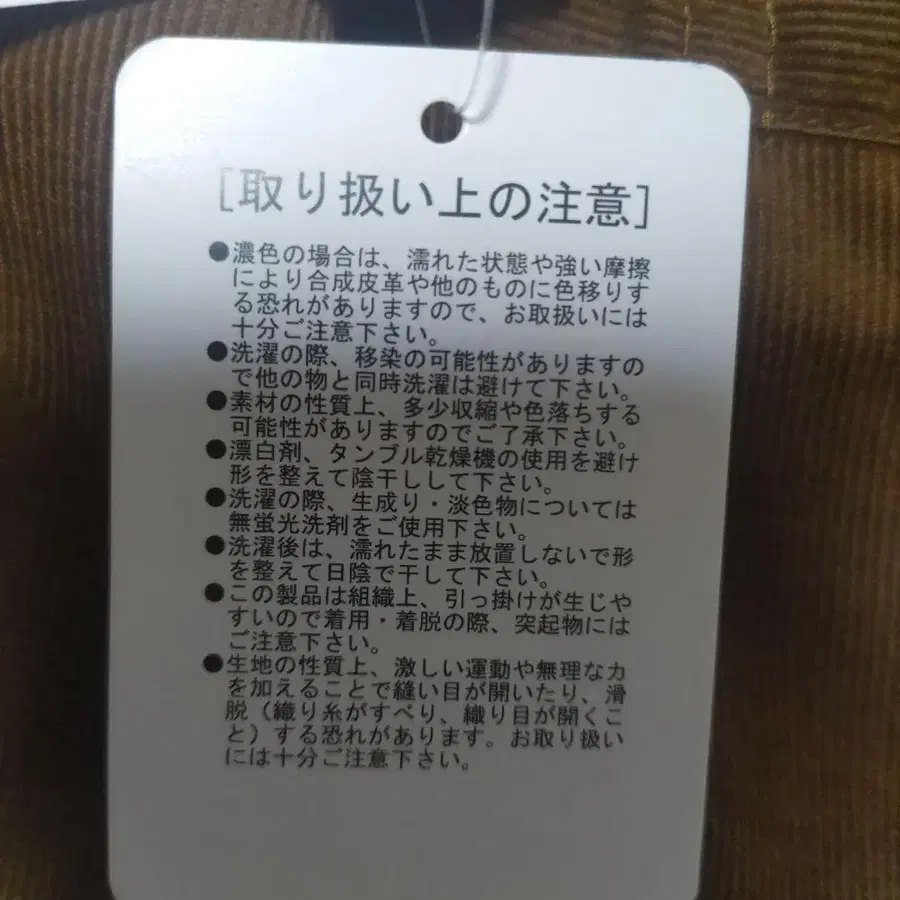 [取り扱い上の注意]
●濃色の場合は、濡れた状態や強い摩擦
により合成皮革や他のものに色移りす
る恐れがありますので、お取扱いには
十分ご注意下さい。
●洗濯の際、移染の可能性がありますの
で他の物と同時洗濯は避けて下さい。
●素材の性質上、多少収縮や色落ちする
可能性がありますのでご了承下さい。
●漂白剤、タンブル乾燥機の使用を避け
形を整えて陰干しして下さい。
●洗濯の際、生成り・淡色物については
無蛍光洗剤をご使用下さい。
●洗濯後は、濡れたまま放置しないで形
を整えて日陰で干して下さい。
●この製品は組織上、引っ掛けが生じや
すいので着用・着脱の際、突起物には
ご注意下さい。
●生地の性質上、激しい運動や無理な力
を加えることで縫い目が開いたり、滑
脱（織り糸がすべり、織り目が開くこ
と）する恐れがあります。お取り扱い
には十分ご注意下さい。